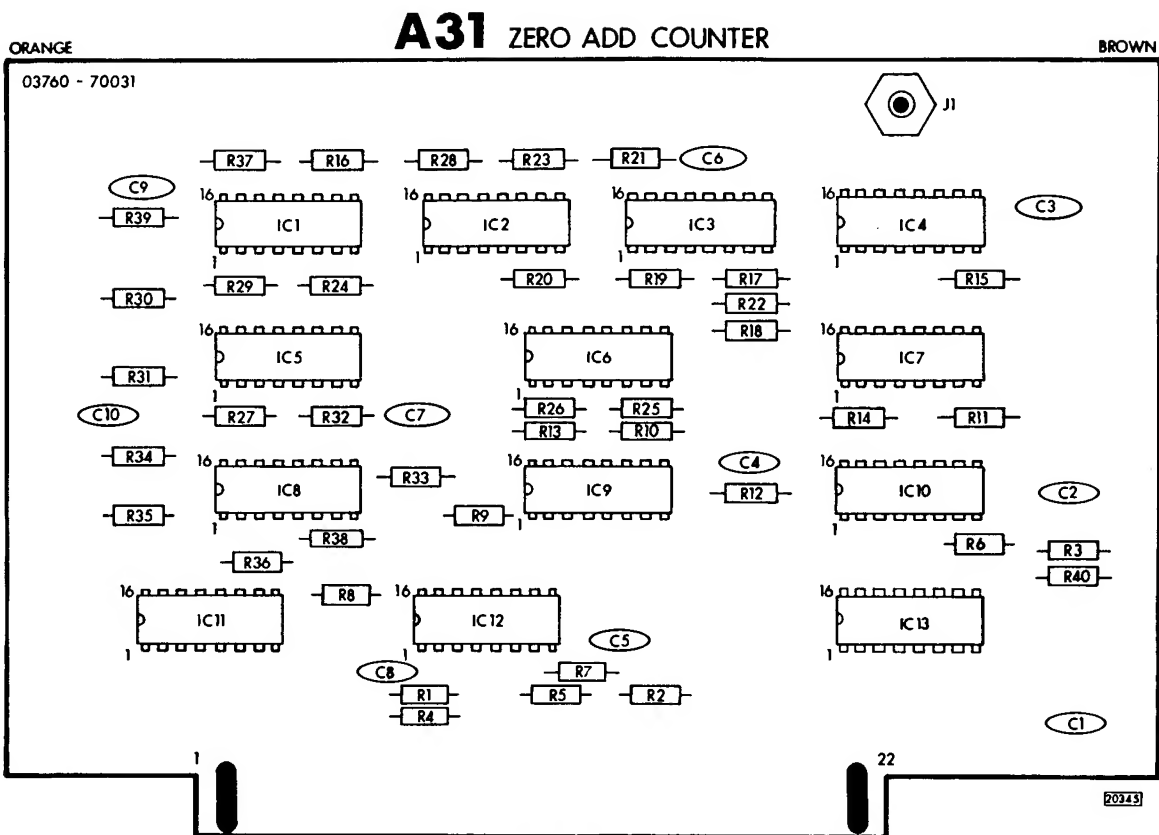 A31 ZERO ADD COUNTER
ORANGE BROWN
03760 - 70031
J1
R37 R16 R28 R23 R21 C6
C9
R39
16 IC1 1
16 IC2 1
16 IC3 1
16 IC4 1
C3
R29 R24 R20 R19 R17 R15
R30
R22
R18
16 IC5 1
16 IC6 1
16 IC7 1
R31
C10 R27 R32 C7 R26 R25 R14 R11
R13 R10
R34
16 IC8 1
R33
16 IC9 1
C4
R12
16 IC10 1
C2
R35 R9
R38 R6 R3
R36
R40
R8
16 IC11 1
16 IC12 1
16 IC13 1
C5
C8 R7
R1 R5 R2
R4
C1
1 22
20345